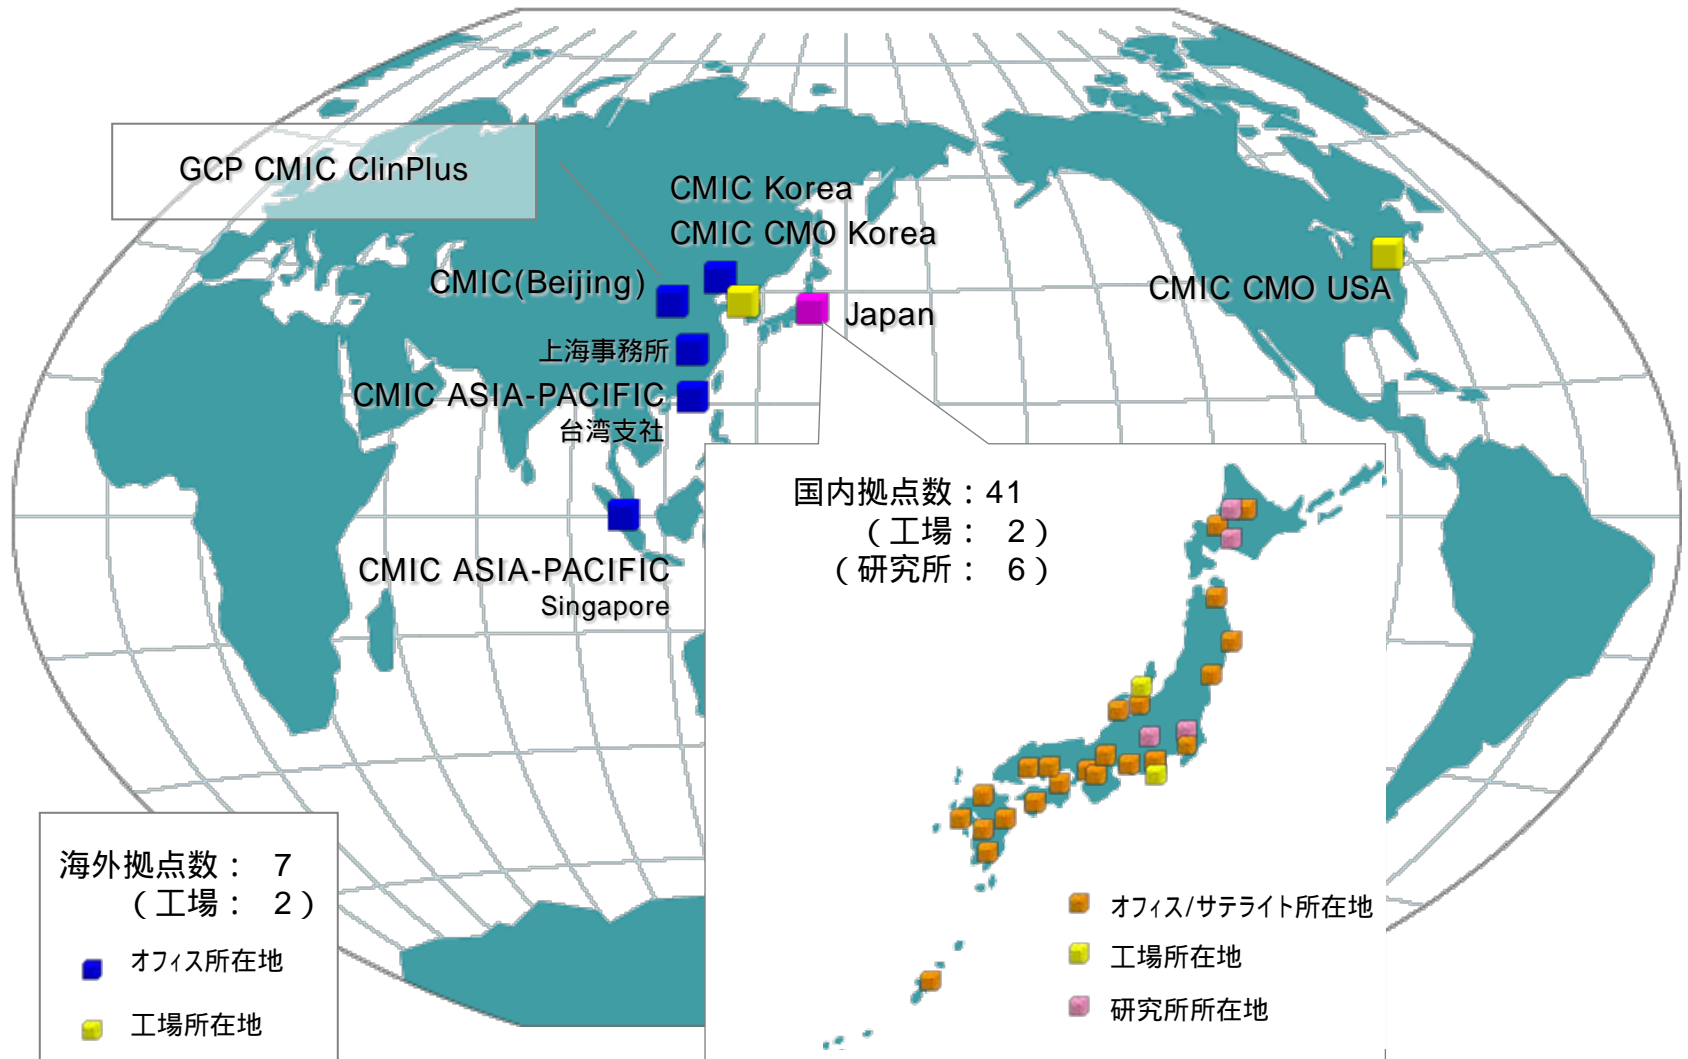 GCP CMIC ClinPlus
CMIC Korea
CMIC CMO Korea
CMIC(Beijing)
CMIC CMO USA
Japan
上海事務所
CMIC ASIA-PACIFIC
台湾支社
CMIC ASIA-PACIFIC
Singapore
国内拠点数：41
（工場： 2）
（研究所： 6）
オフィス/サテライト所在地
工場所在地
研究所所在地
海外拠点数： 7
（工場： 2）
オフィス所在地
工場所在地